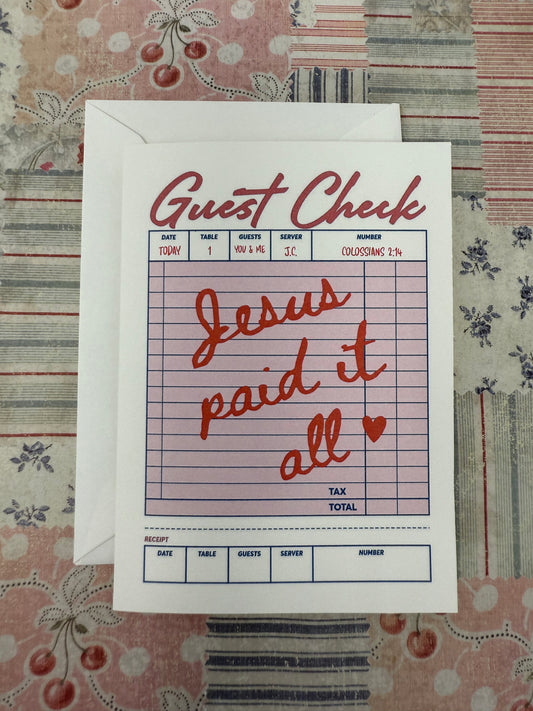 Guest Check
DATE TABLE GUESTS SERVER NUMBER
TODAY 1 YOU & ME J.C. COLOSSIANS 2:14
Jesus
paid it
all
TAX
TOTAL
RECEIPT
DATE TABLE GUESTS SERVER NUMBER